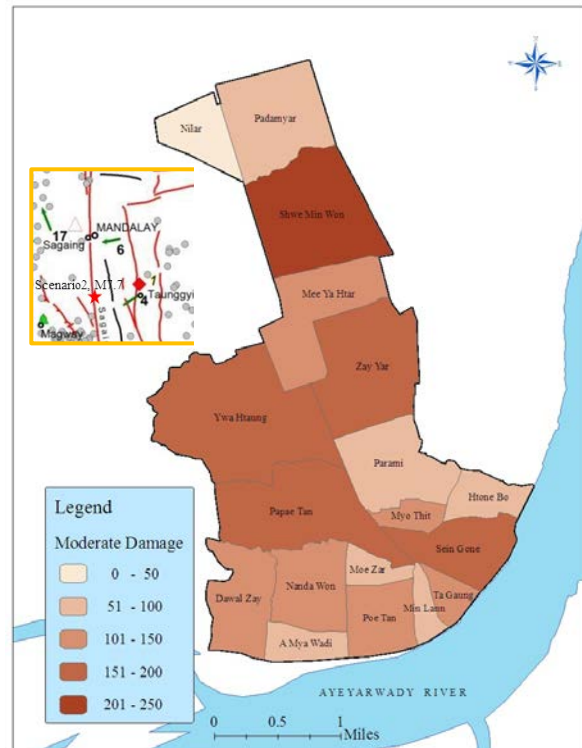 Nilar
Padamyar
Shwe Min Won
17
MANDALAY
Sagaing
6
Scenario2, M7.7
1
4
Taunggyi
Sagai
Magway
Mee Ya Htar
Zay Yar
Ywa Htaung
Parami
Htone Bo
Myo Thit
Papae Tan
Sein Gone
Moe Zar
Dawal Zay
Nanda Won
Min Lann
Ta Gaung
Poe Tan
A Mya Wadi
Legend
Moderate Damage
0 - 50
51 - 100
101 - 150
151 - 200
201 - 250
AYEYARWADY RIVER
0 0.5 1
Miles